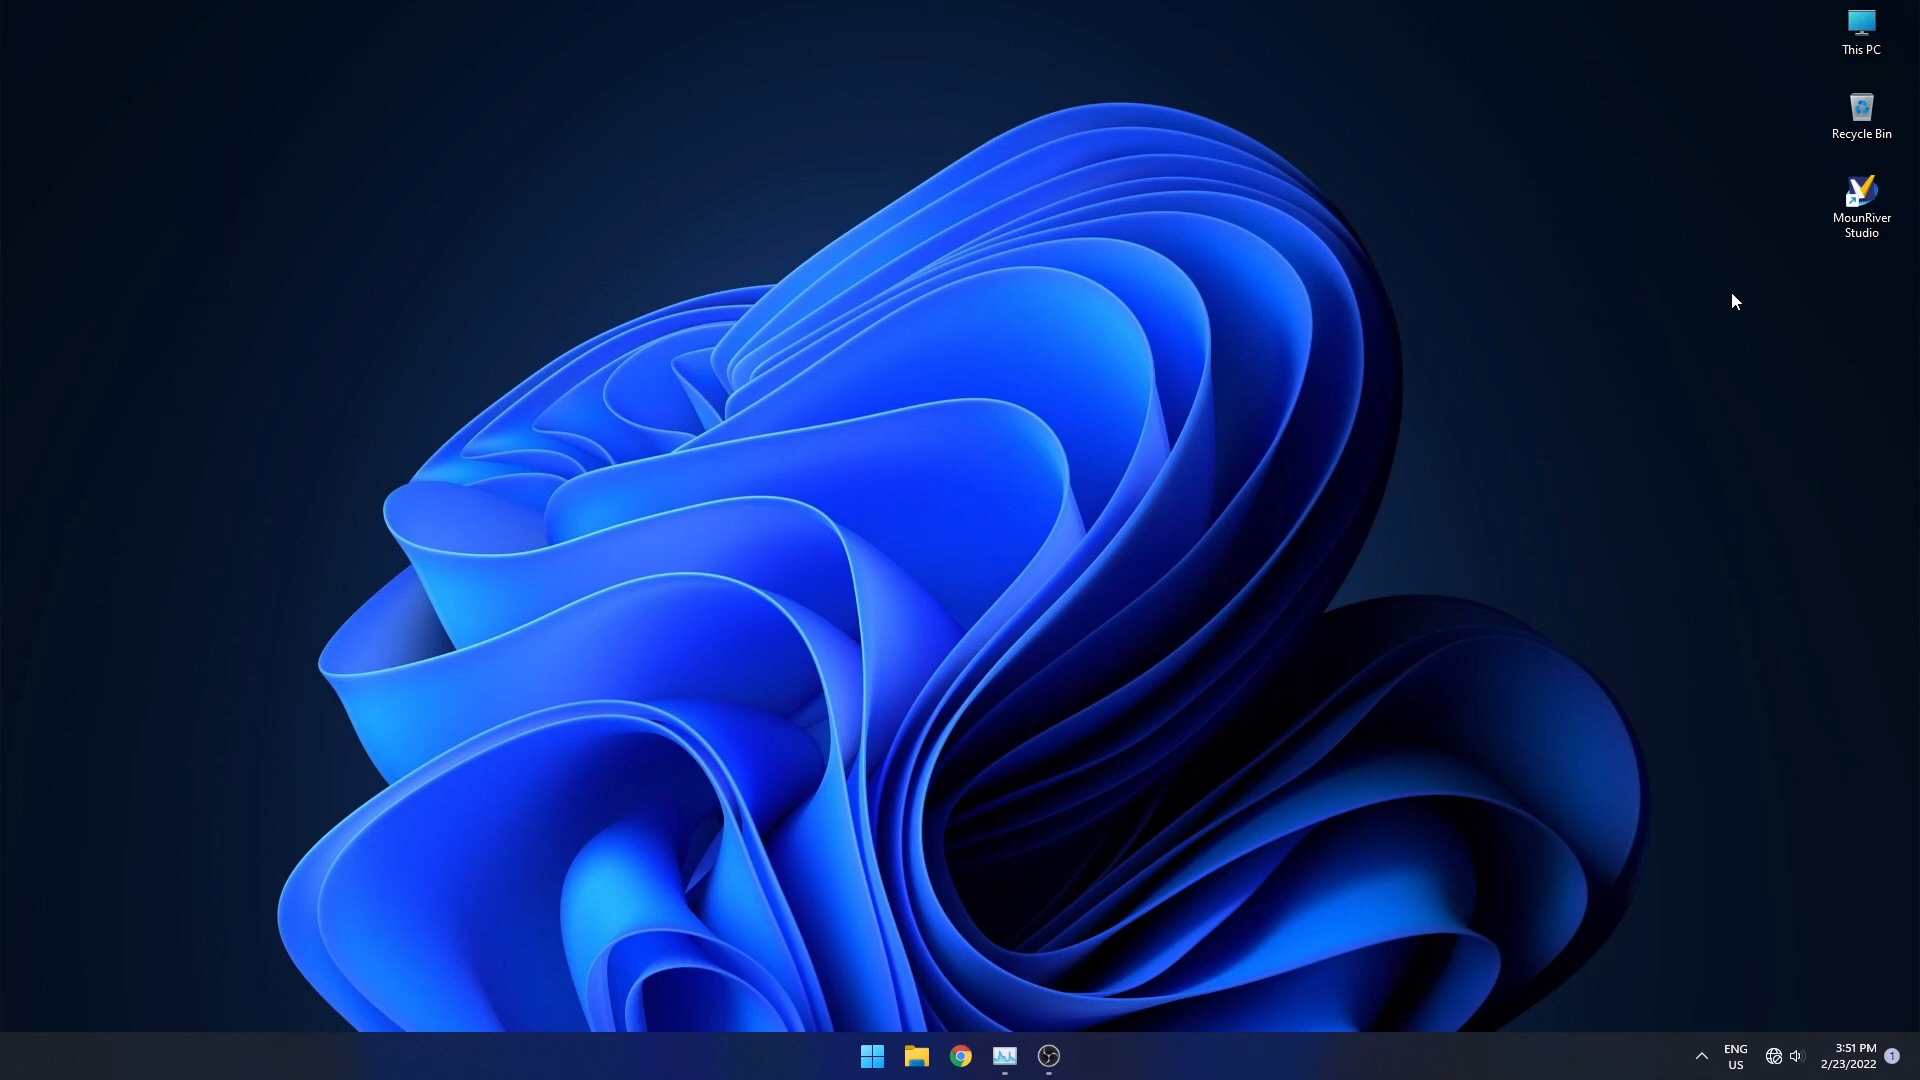 This PC
Recycle Bin
MounRiver
Studio
ENG
US
3:51 PM
2/23/2022
1